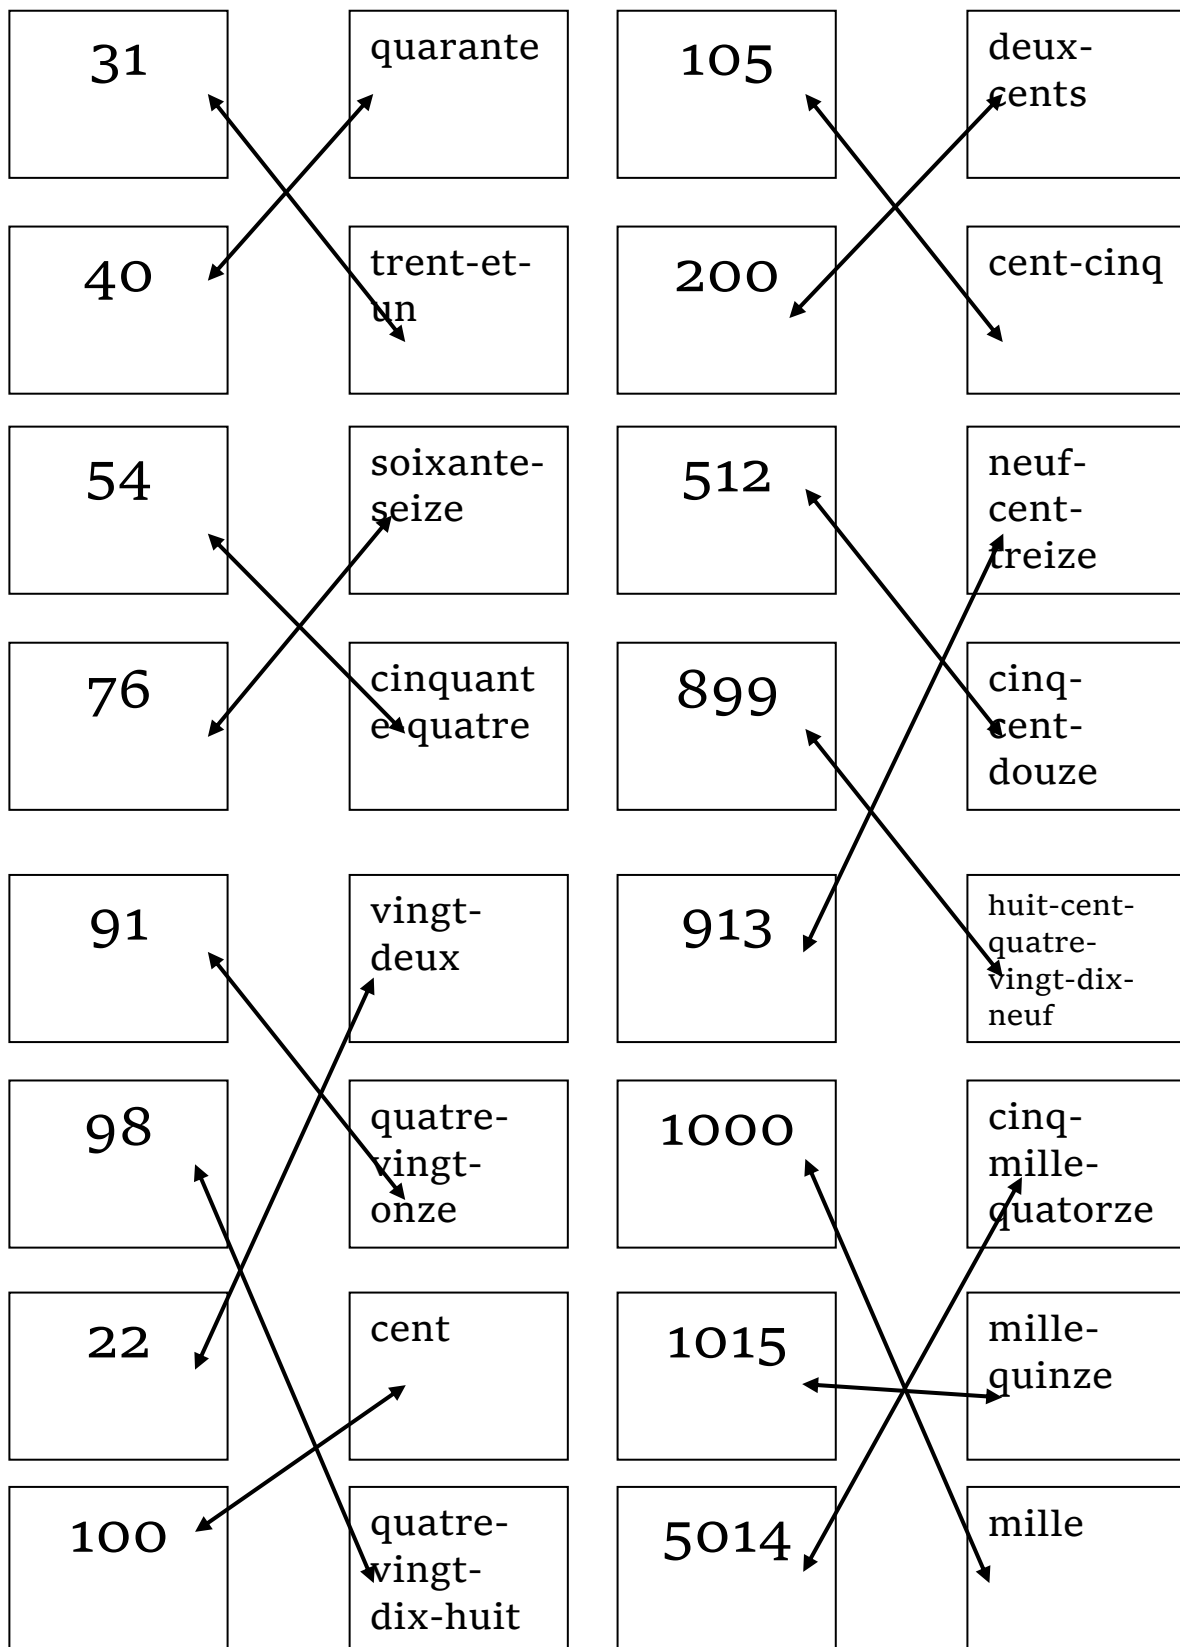 31
quarante
105
deux-
cents
40
trent-et-
un
200
cent-cinq
54
soixante-
seize
512
neuf-
cent-
treize
76
cinquant
e-quatre
899
cinq-
cent-
douze
91
vingt-
deux
913
huit-cent-
quatre-
vingt-dix-
neuf
98
quatre-
vingt-
onze
1000
cinq-
mille-
quatorze
22
cent
1015
mille-
quinze
100
quatre-
vingt-
dix-huit
5014
mille